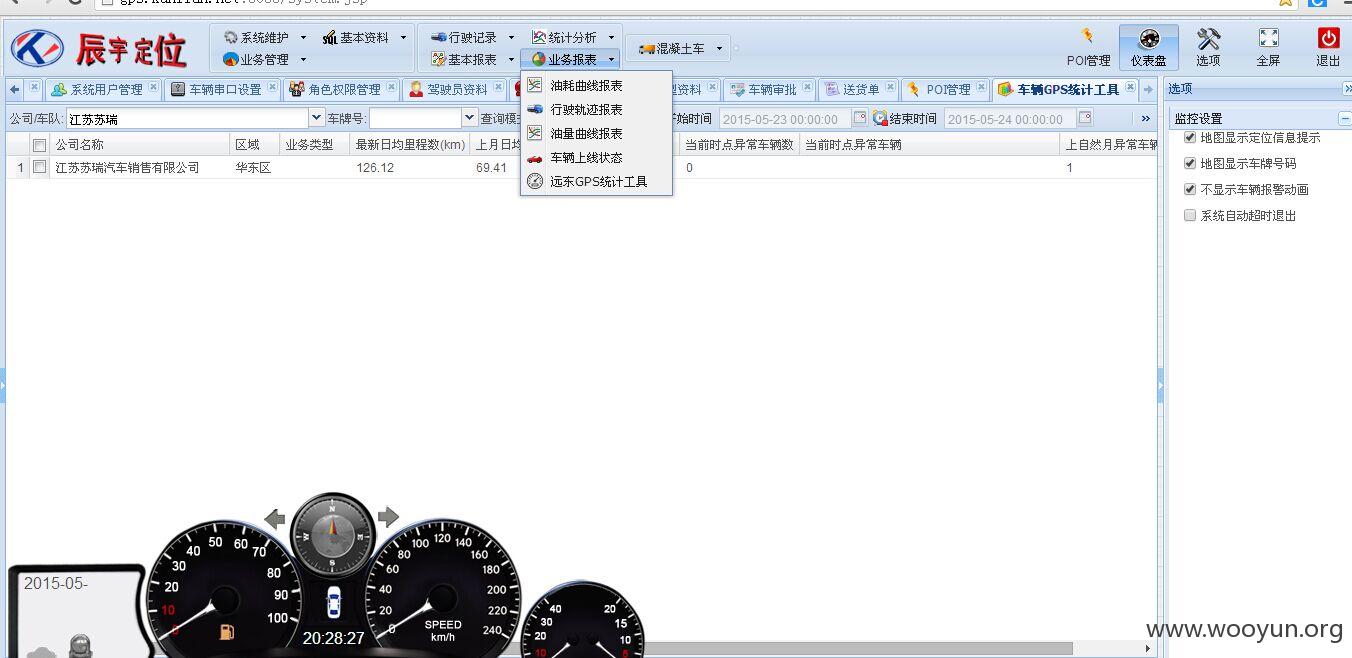 辰宇定位
系统维护 基本资料 行驶记录 统计分析 混凝土车 POI管理 仪表盘 选项 全屏 退出
业务管理 基本报表 业务报表
系统用户管理 车辆串口设置 角色权限管理 驾驶员资料 资料 车辆审批 送货单 POI管理 车辆GPS统计工具 选项
公司/车队: 江苏苏瑞 车牌号: 查询模 始时间 2015-05-23 00:00:00 结束时间 2015-05-24 00:00:00
公司名称 区域 业务类型 最新日均里程数(km) 上月日均 当前时点异常车辆数 当前时点异常车辆 上自然月异常车辆
1 江苏苏瑞汽车销售有限公司 华东区 126.12 69.41 0 1
油耗曲线报表
行驶轨迹报表
油量曲线报表
车辆上线状态
远东GPS统计工具
监控设置
地图显示定位信息提示
地图显示车牌号码
不显示车辆报警动画
系统自动超时退出
2015-05-
0 10 20 30 40 50 60 70 80 90 100
N E S W
20:28:27
0 20 40 60 80 100 120 140 160 180 200 220 240
SPEED
km/h
10 20 30 40
20 15 10 5
www.wooyun.org